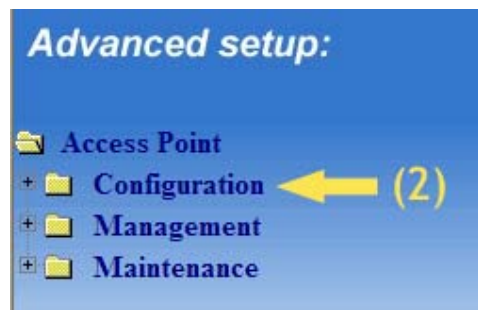 Advanced setup:
Access Point
Configuration (2)
Management
Maintenance